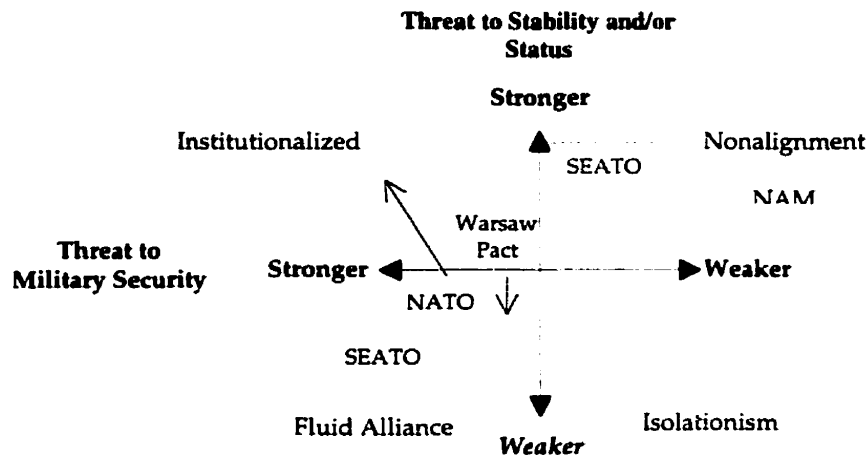 Threat to Stability and/or
Status
Stronger
Institutionalized
Nonalignment
SEATO
NAM
Warsaw
Pact
Threat to
Military Security
Stronger
Weaker
NATO
SEATO
Fluid Alliance
Isolationism
Weaker